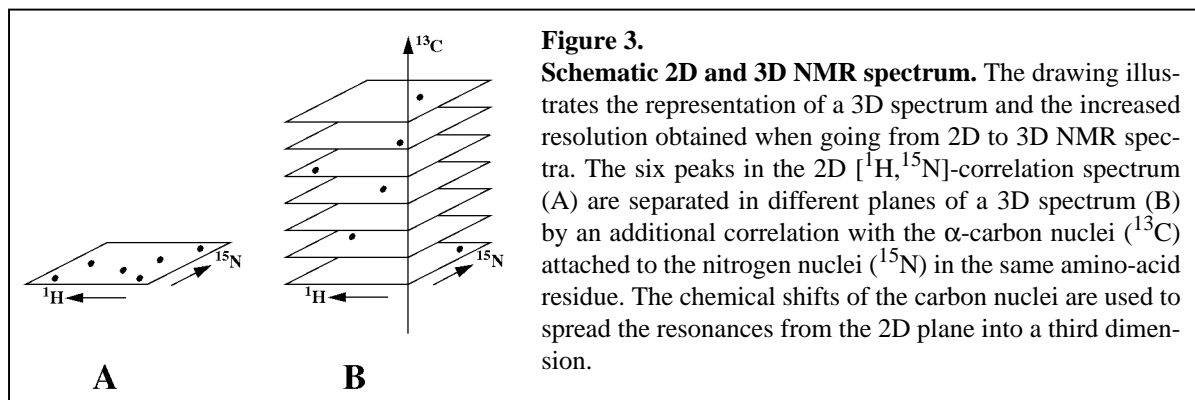 ¹³C
¹⁵N
¹H
A
¹⁵N
¹H
B
Figure 3.
Schematic 2D and 3D NMR spectrum. The drawing illus-
trates the representation of a 3D spectrum and the increased
resolution obtained when going from 2D to 3D NMR spec-
tra. The six peaks in the 2D [¹H,¹⁵N]-correlation spectrum
(A) are separated in different planes of a 3D spectrum (B)
by an additional correlation with the α-carbon nuclei (¹³C)
attached to the nitrogen nuclei (¹⁵N) in the same amino-acid
residue. The chemical shifts of the carbon nuclei are used to
spread the resonances from the 2D plane into a third dimen-
sion.